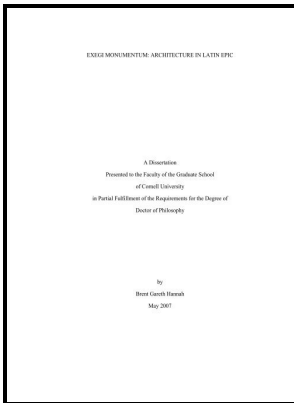 EXEGI MONUMENTUM: ARCHITECTURE IN LATIN EPIC
A Dissertation
Presented to the Faculty of the Graduate School
of Cornell University
in Partial Fulfillment of the Requirements for the Degree of
Doctor of Philosophy
by
Brent Gareth Hannah
May 2007